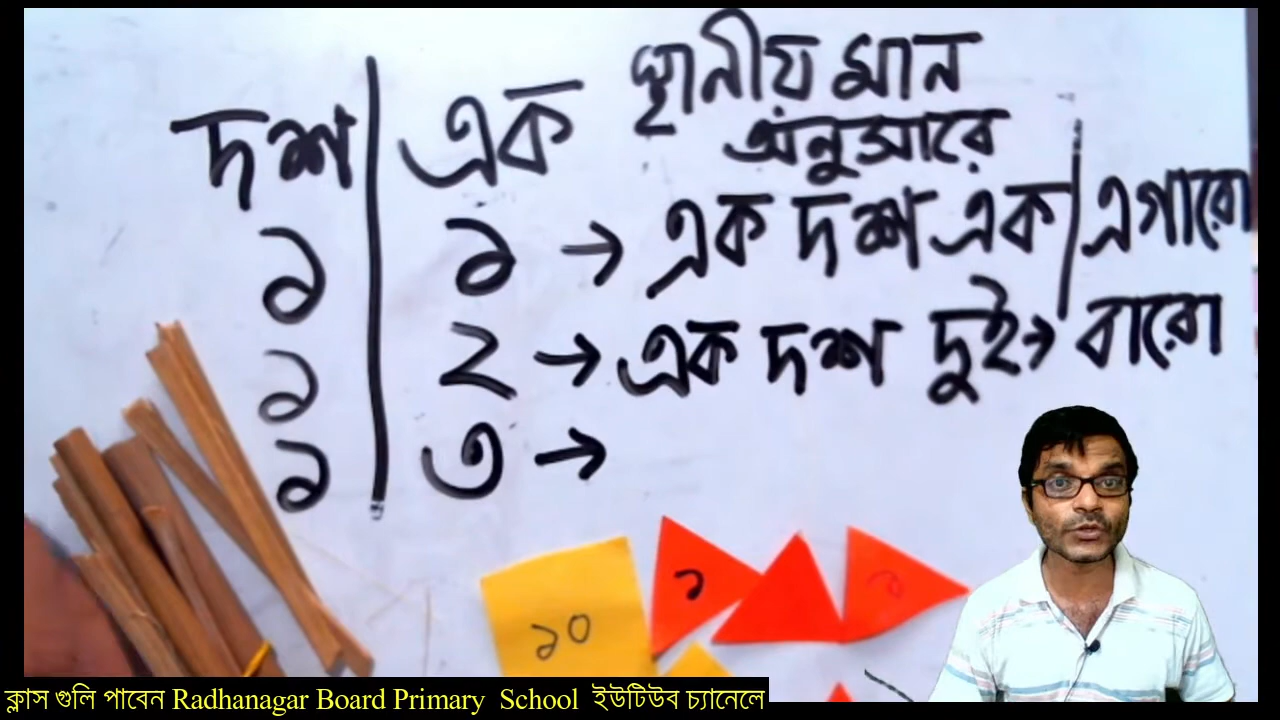 স্থানীয় মান
অনুসারে
দশ | এক
১ ১ → এক দশ এক | এগারো
১ ২ → এক দশ দুই → বারো
১ ৩ →
১০ ১
ক্লাস গুলি পাবেন Radhanagar Board Primary School ইউটিউব চ্যানেলে